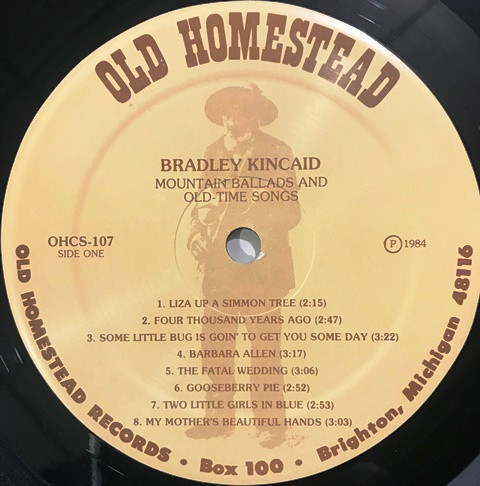 OLD HOMESTEAD
BRADLEY KINCAID
MOUNTAIN BALLADS AND
OLD-TIME SONGS
OHCS-107
SIDE ONE
Ⓟ 1984
1. LIZA UP A SIMMON TREE (2:15)
2. FOUR THOUSAND YEARS AGO (2:47)
3. SOME LITTLE BUG IS GOIN' TO GET YOU SOME DAY (3:22)
4. BARBARA ALLEN (3:17)
5. THE FATAL WEDDING (3:06)
6. GOOSEBERRY PIE (2:52)
7. TWO LITTLE GIRLS IN BLUE (2:53)
8. MY MOTHER'S BEAUTIFUL HANDS (3:03)
OLD HOMESTEAD RECORDS • Box 100 • Brighton, Michigan 48116